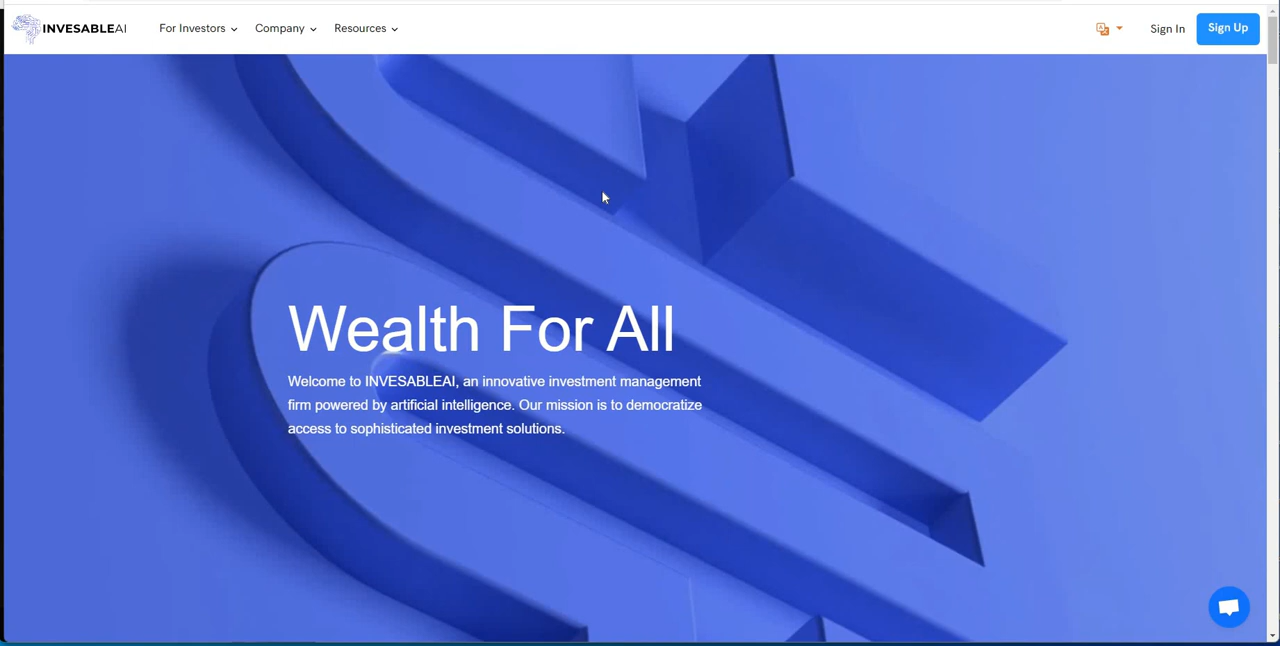 INVESABLEAI
For Investors
Company
Resources
Sign In
Sign Up
Wealth For All
Welcome to INVESABLEAI, an innovative investment management
firm powered by artificial intelligence. Our mission is to democratize
access to sophisticated investment solutions.